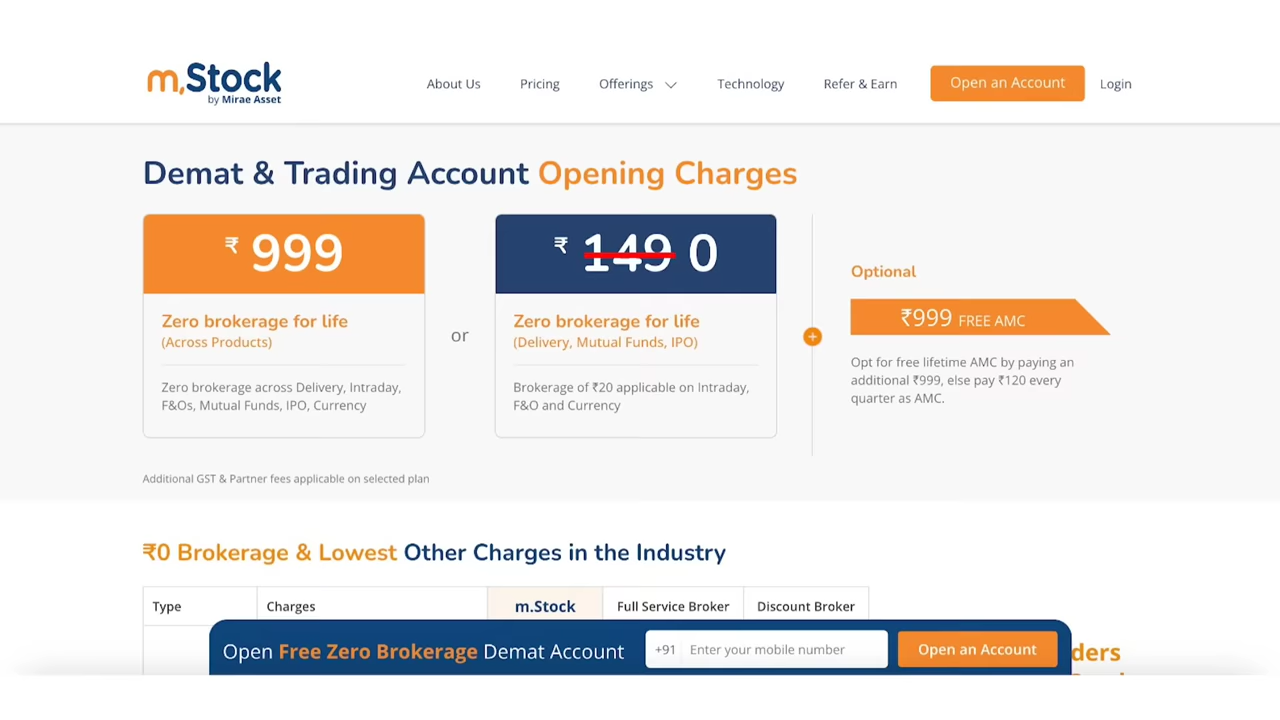 m.Stock
by Mirae Asset
About Us
Pricing
Offerings
Technology
Refer & Earn
Open an Account
Login
Demat & Trading Account Opening Charges
₹ 999
Zero brokerage for life
(Across Products)
Zero brokerage across Delivery, Intraday,
F&Os, Mutual Funds, IPO, Currency
or
₹ 149 0
Zero brokerage for life
(Delivery, Mutual Funds, IPO)
Brokerage of ₹20 applicable on Intraday,
F&O and Currency
+
Optional
₹999 FREE AMC
Opt for free lifetime AMC by paying an
additional ₹999, else pay ₹120 every
quarter as AMC.
Additional GST & Partner fees applicable on selected plan
₹0 Brokerage & Lowest Other Charges in the Industry
Type
Charges
m.Stock
Full Service Broker
Discount Broker
Open Free Zero Brokerage Demat Account
+91
Enter your mobile number
Open an Account
ders